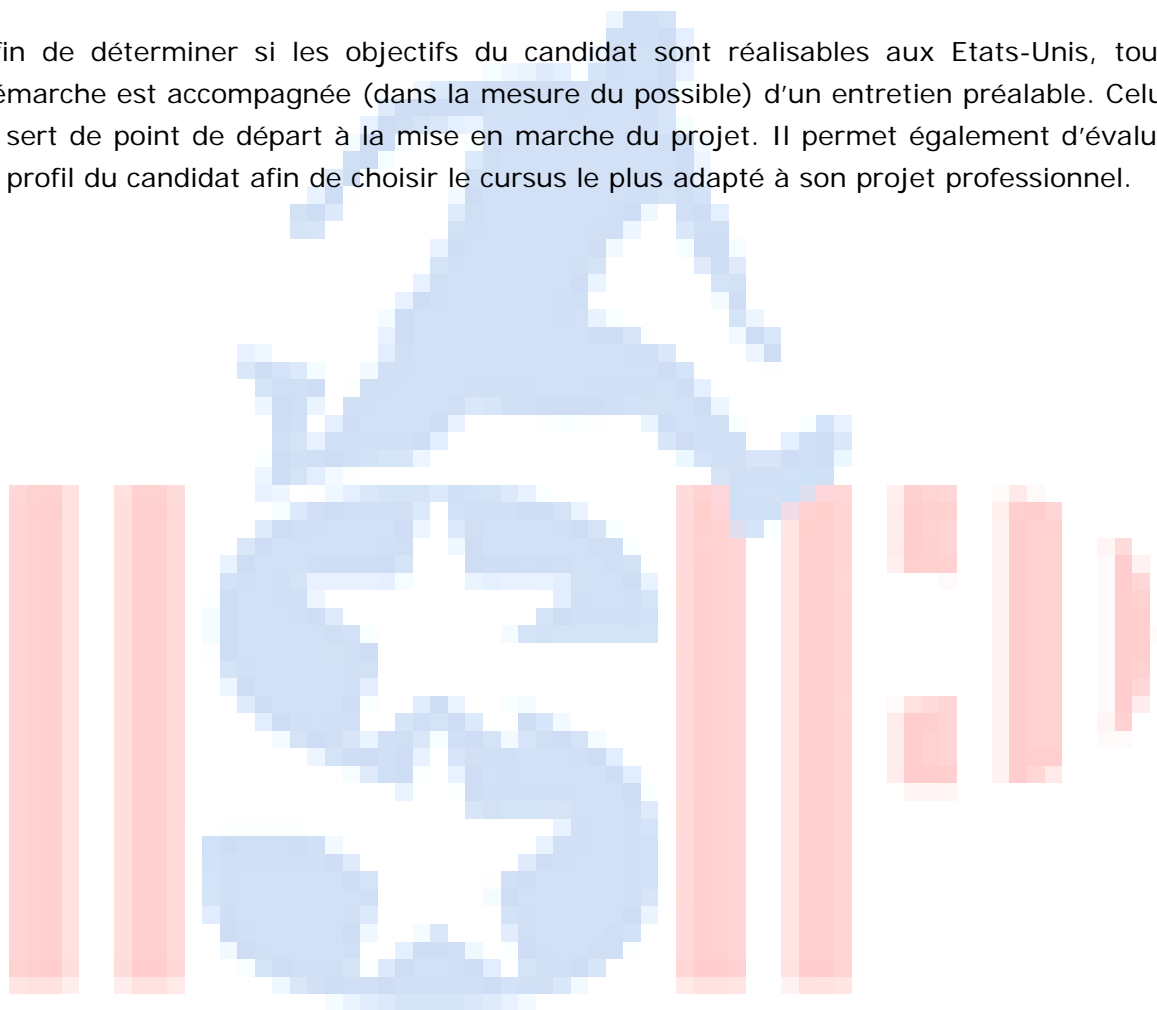 fin de déterminer si les objectifs du candidat sont réalisables aux Etats-Unis, tou
émarche est accompagnée (dans la mesure du possible) d'un entretien préalable. Celu
sert de point de départ à la mise en marche du projet. Il permet également d'évalu
profil du candidat afin de choisir le cursus le plus adapté à son projet professionnel.